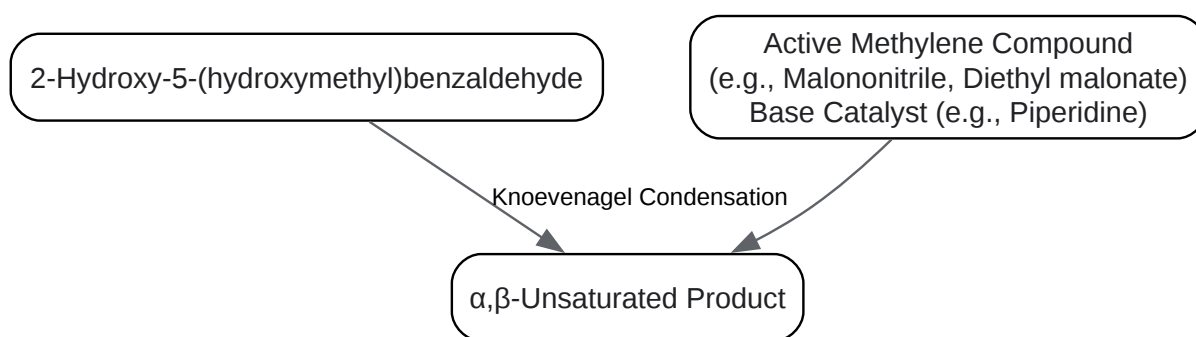 2-Hydroxy-5-(hydroxymethyl)benzaldehyde
Active Methylene Compound
(e.g., Malononitrile, Diethyl malonate)
Base Catalyst (e.g., Piperidine)
Knoevenagel Condensation
α,β-Unsaturated Product